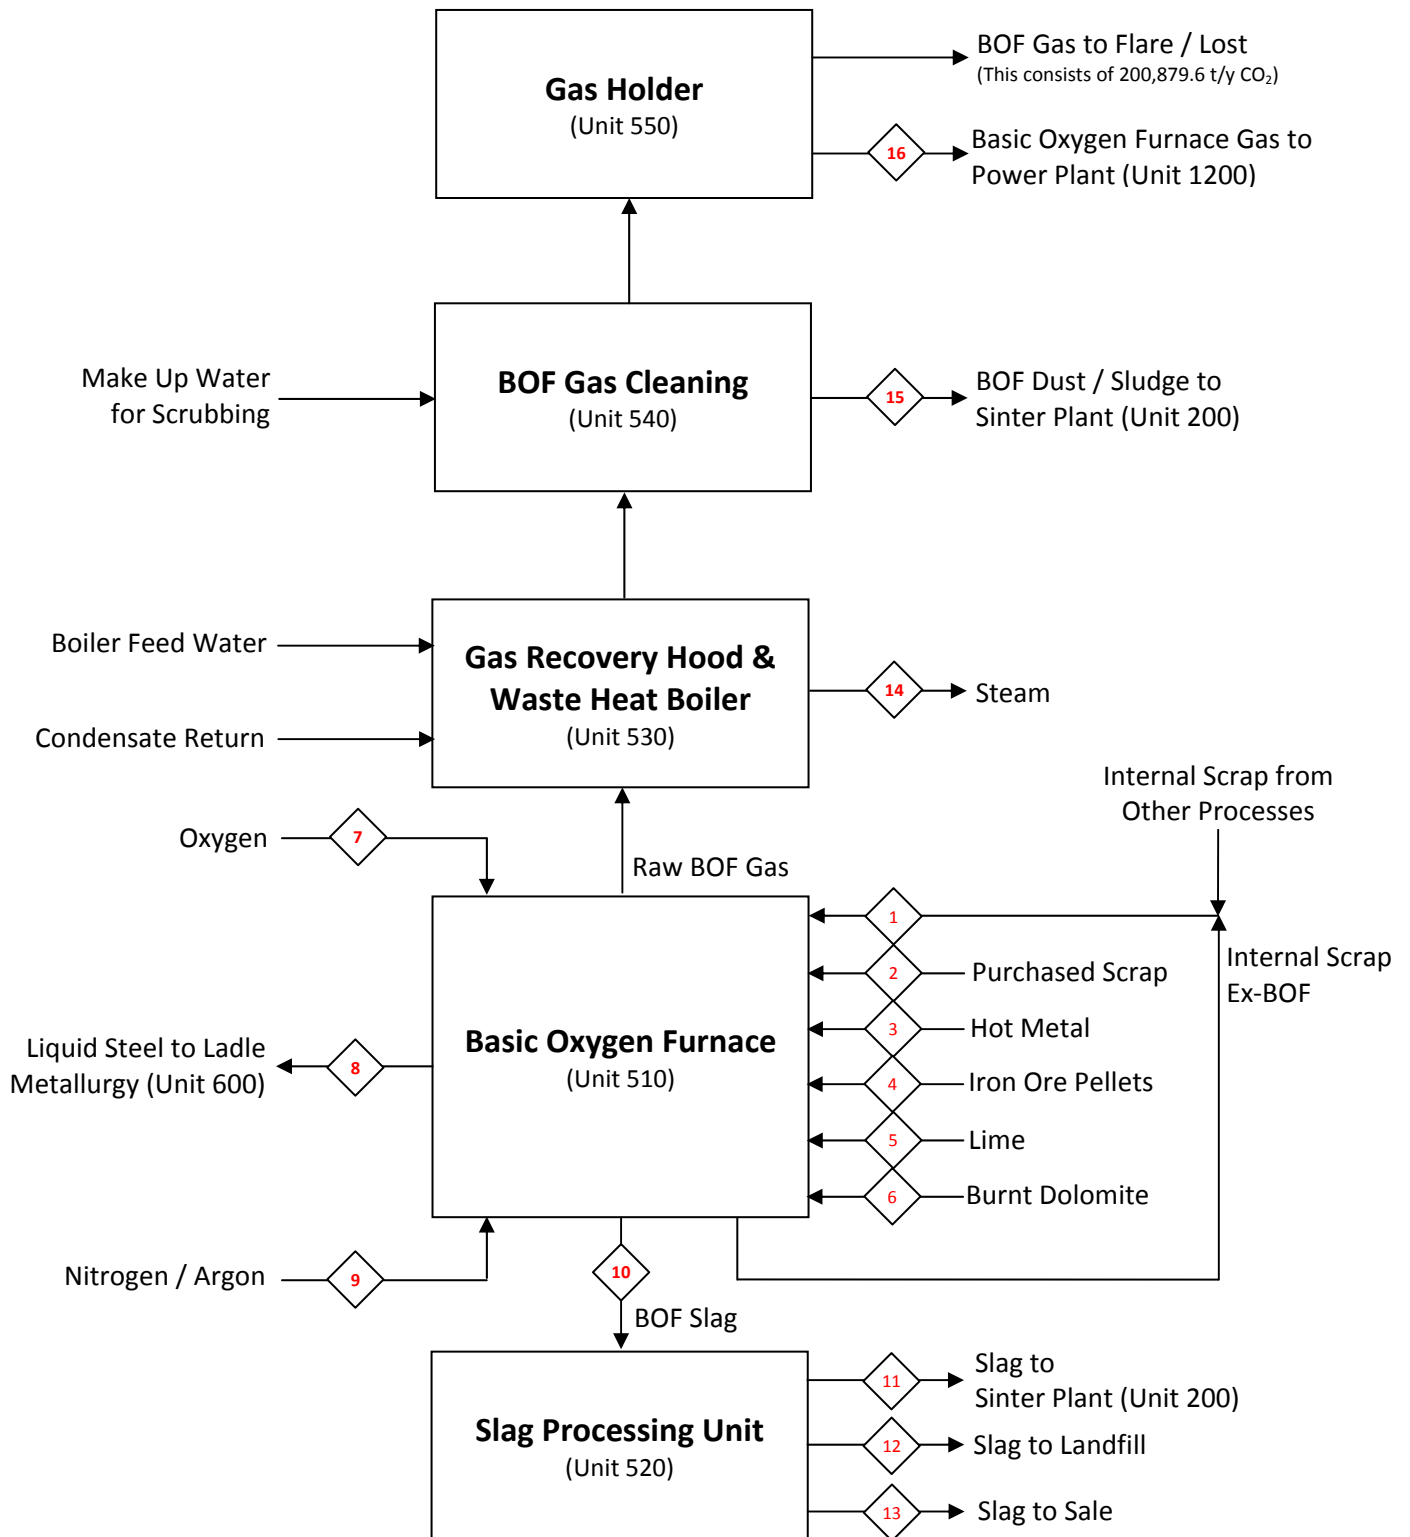 Gas Holder
(Unit 550)
BOF Gas to Flare / Lost
(This consists of 200,879.6 t/y CO₂)
16
Basic Oxygen Furnace Gas to
Power Plant (Unit 1200)
Make Up Water
for Scrubbing
BOF Gas Cleaning
(Unit 540)
15
BOF Dust / Sludge to
Sinter Plant (Unit 200)
Boiler Feed Water
Condensate Return
Gas Recovery Hood &
Waste Heat Boiler
(Unit 530)
14
Steam
Internal Scrap from
Other Processes
Oxygen
7
Raw BOF Gas
1
Internal Scrap
Ex-BOF
2
Purchased Scrap
3
Hot Metal
Liquid Steel to Ladle
Metallurgy (Unit 600)
8
Basic Oxygen Furnace
(Unit 510)
4
Iron Ore Pellets
5
Lime
6
Burnt Dolomite
Nitrogen / Argon
9
10
BOF Slag
Slag Processing Unit
(Unit 520)
11
Slag to
Sinter Plant (Unit 200)
12
Slag to Landfill
13
Slag to Sale